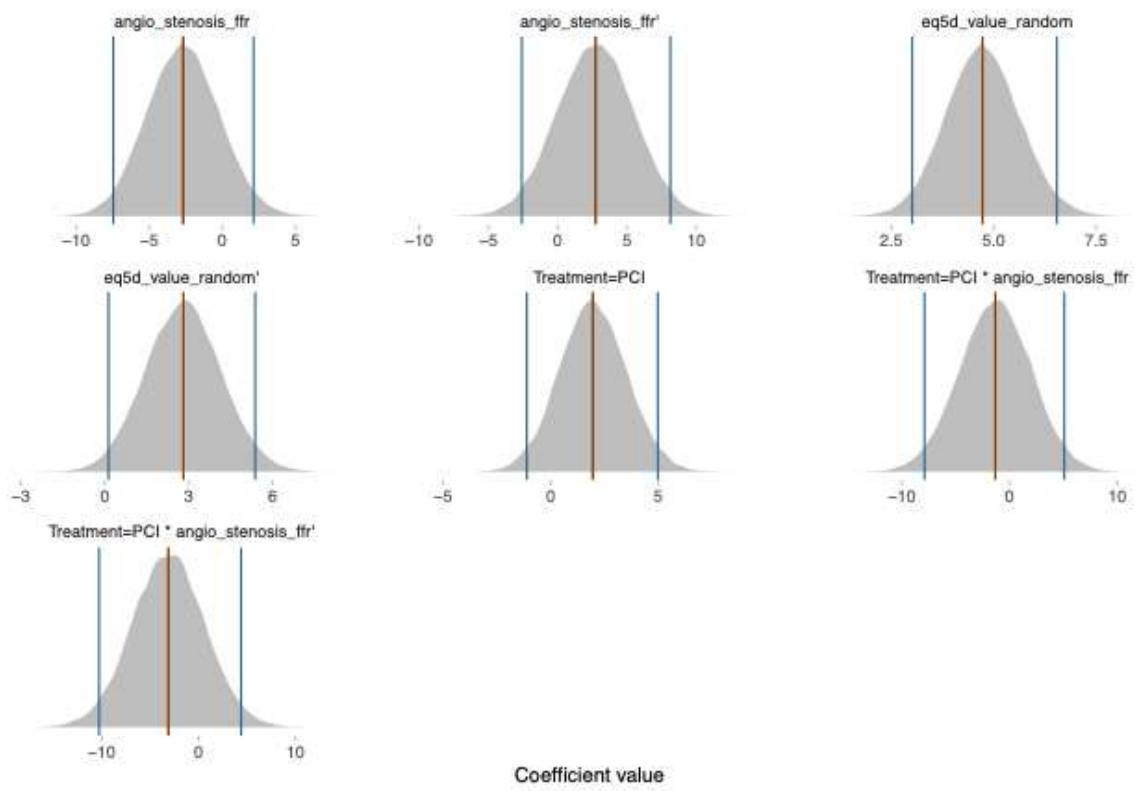 angio_stenosis_ffr
angio_stenosis_ffr'
eq5d_value_random
−10 −5 0 5
−10 −5 0 5 10
2.5 5.0 7.5
eq5d_value_random'
Treatment=PCI
Treatment=PCI * angio_stenosis_ffr
−3 0 3 6
−5 0 5
−10 0 10
Treatment=PCI * angio_stenosis_ffr'
−10 0 10
Coefficient value